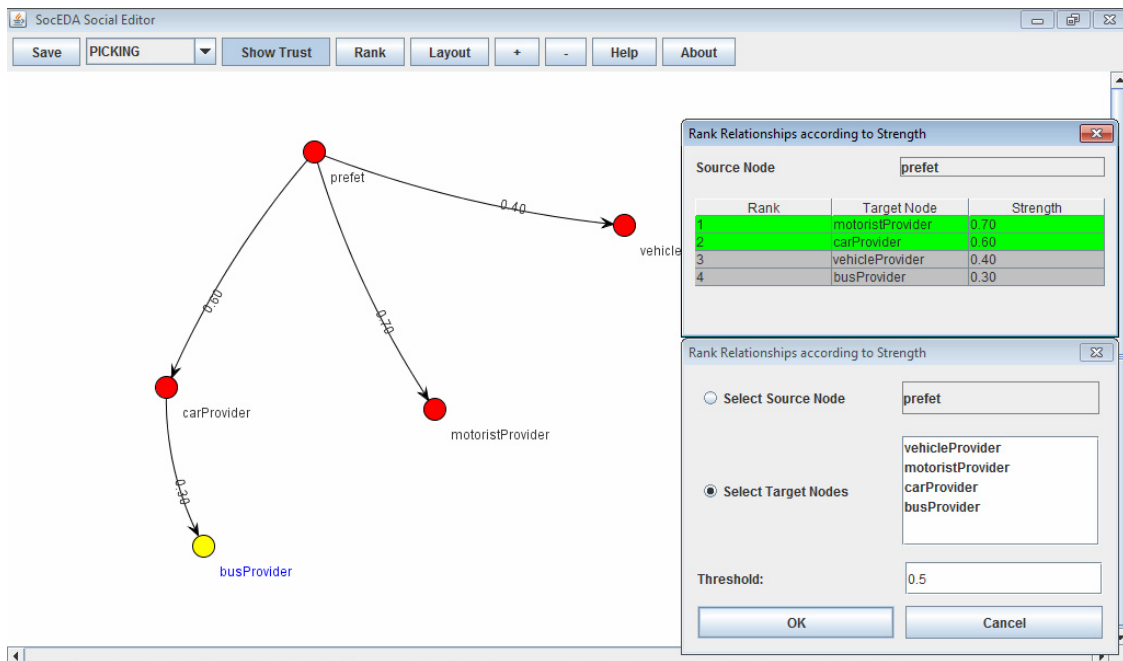 SocEDA Social Editor
Save PICKING Show Trust Rank Layout + - Help About
prefet
0.40
vehicle
0.60
0.70
carProvider
motoristProvider
0.30
busProvider
Rank Relationships according to Strength
Source Node prefet
Rank Target Node Strength
1 motoristProvider 0.70
2 carProvider 0.60
3 vehicleProvider 0.40
4 busProvider 0.30
Rank Relationships according to Strength
Select Source Node prefet
vehicleProvider
motoristProvider
Select Target Nodes carProvider
busProvider
Threshold: 0.5
OK Cancel